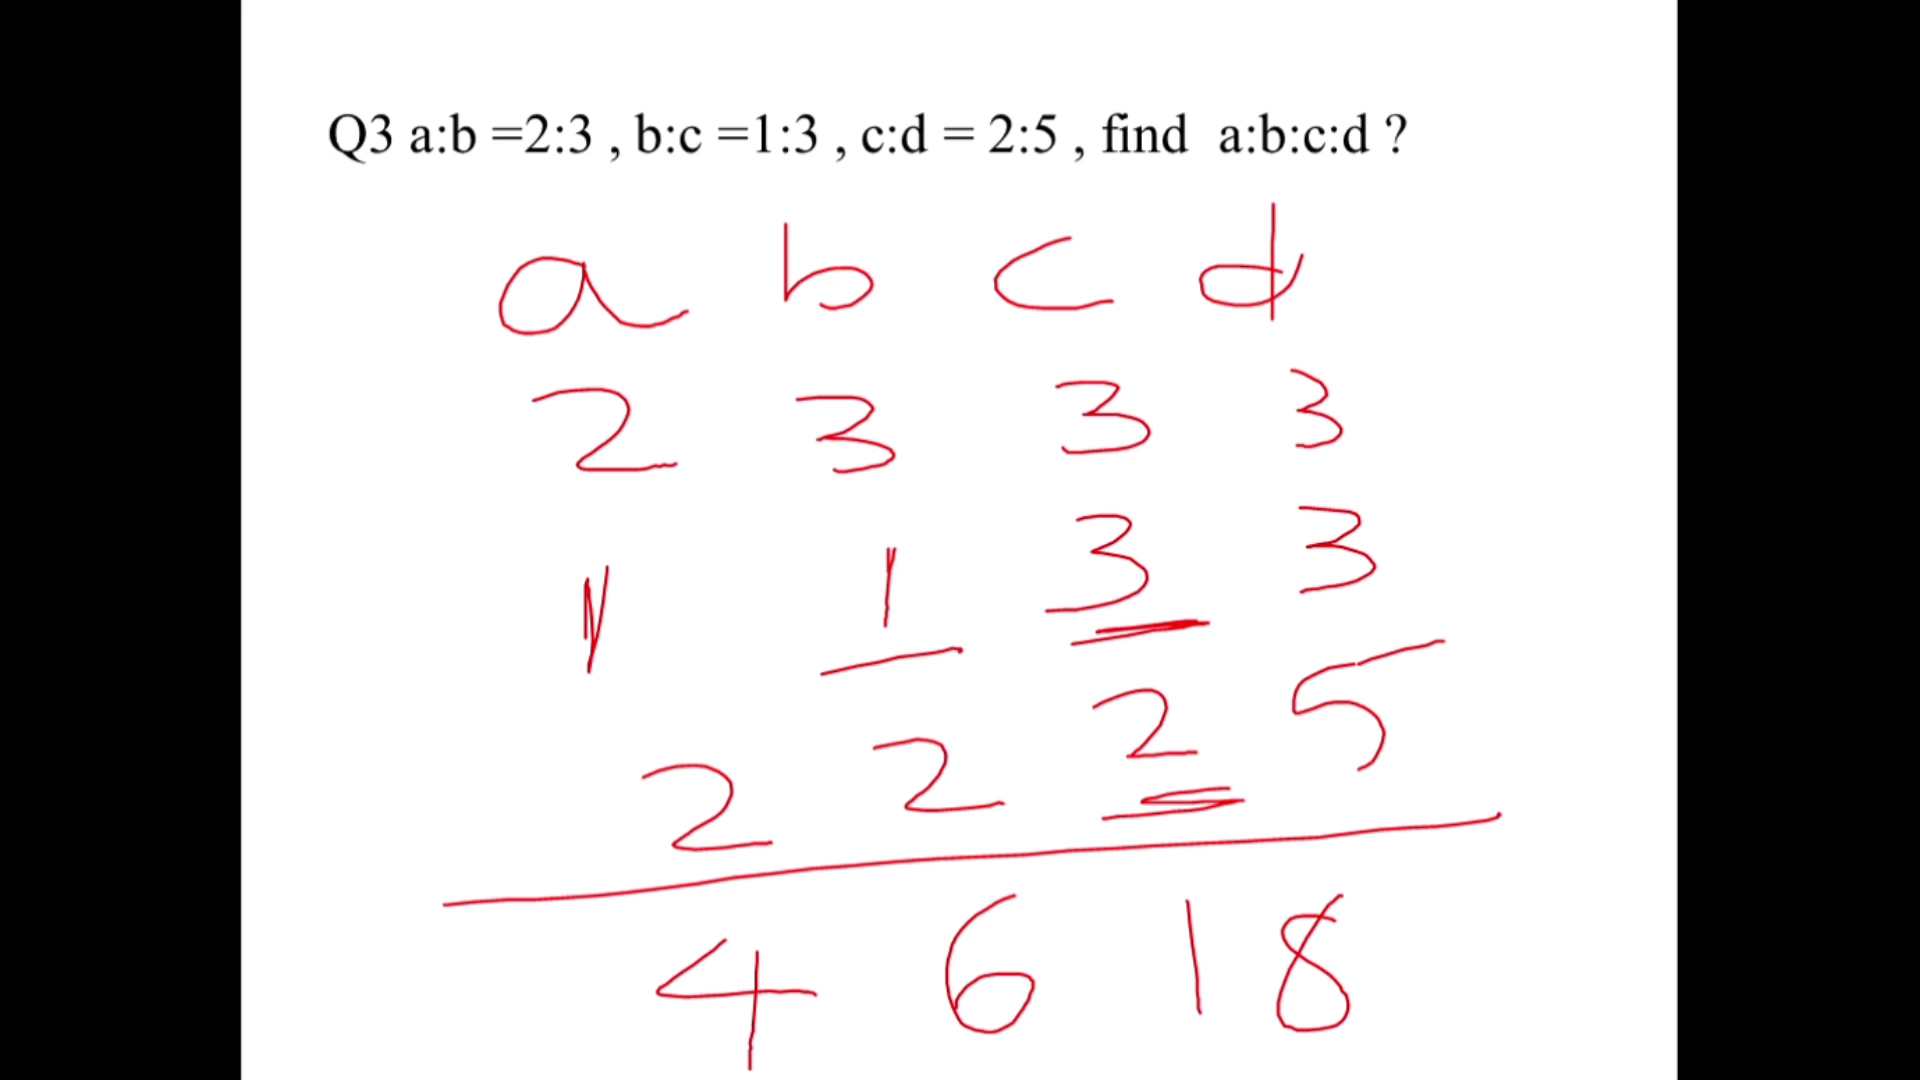 Q3 a:b =2:3 , b:c =1:3 , c:d = 2:5 , find a:b:c:d ?
a b c d
2 3 3 3
1 1 3 3
2 2 2 5
4 6 18